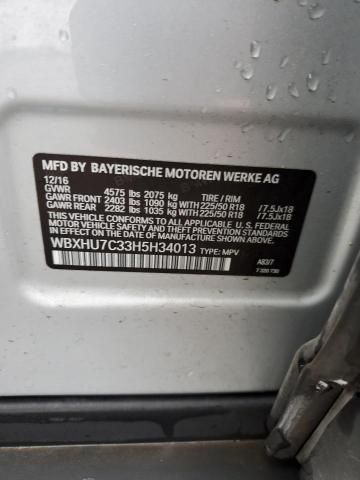 MFD BY BAYERISCHE MOTOREN WERKE AG
12/16
GVWR 4575 lbs 2075 kg TIRE / RIM
GAWR FRONT 2403 lbs 1090 kg WITH 225/50 R18 /7.5Jx18
GAWR REAR 2282 lbs 1035 kg WITH 225/50 R18 /7.5Jx18
THIS VEHICLE CONFORMS TO ALL APPLICABLE U. S. FEDERAL
MOTOR VEHICLE SAFETY, BUMPER, AND THEFT PREVENTION
STANDARDS IN EFFECT ON THE DATE OF MANUFACTURE
SHOWN ABOVE.
WBXHU7C33H5H34013 TYPE: MPV
A83/7